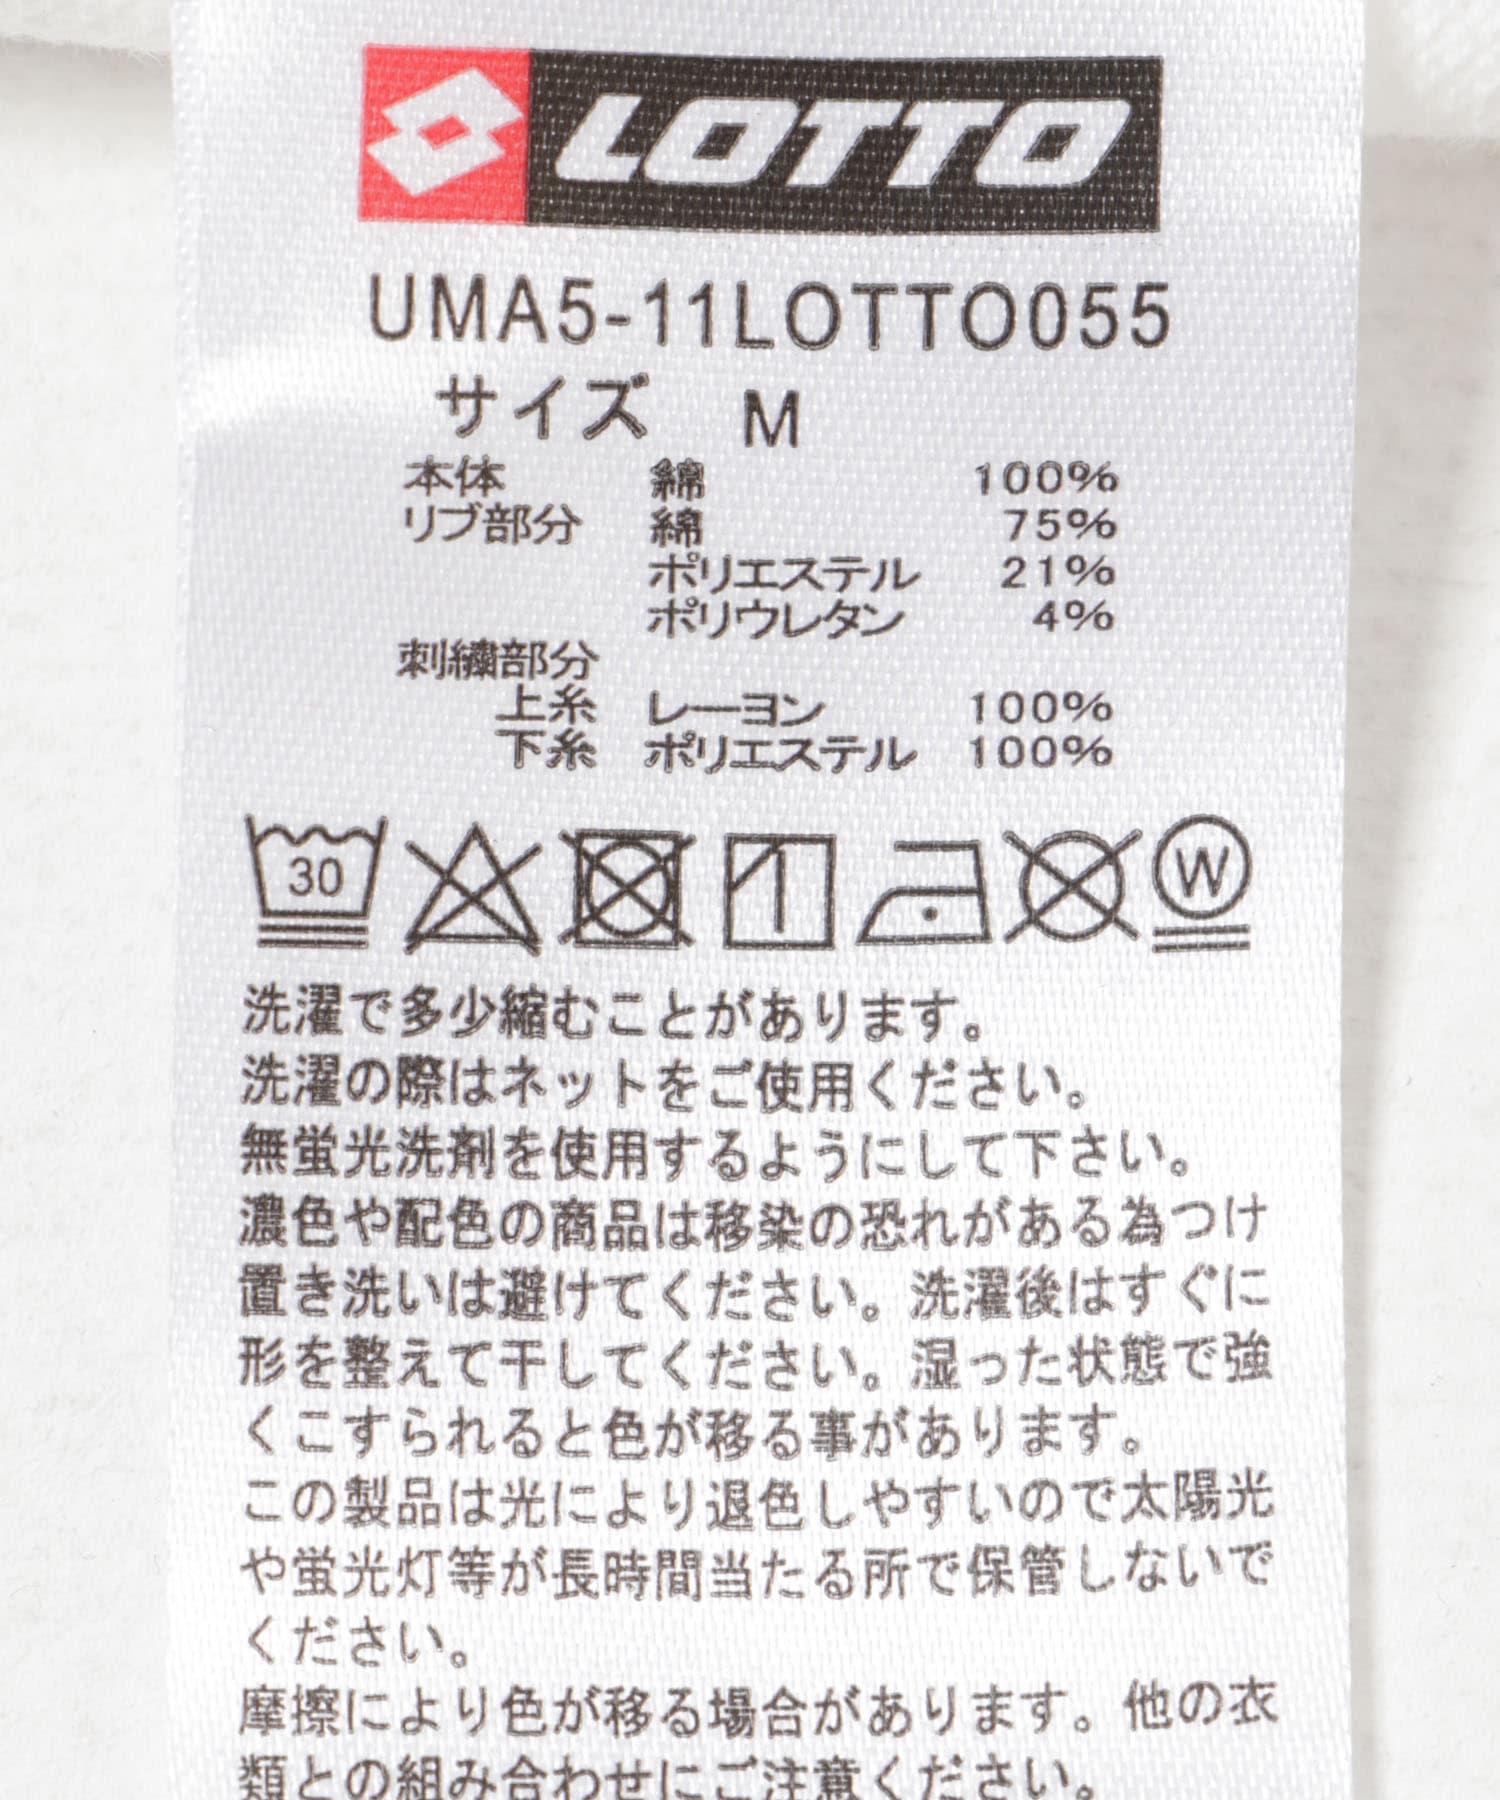 LOTTO
UMA5-11LOTTO055
サイズ M
本体 綿 100%
リブ部分 綿 75%
ポリエステル 21%
ポリウレタン 4%
刺繍部分
上糸 レーヨン 100%
下糸 ポリエステル 100%
30 W
洗濯で多少縮むことがあります。
洗濯の際はネットをご使用ください。
無蛍光洗剤を使用するようにして下さい。
濃色や配色の商品は移染の恐れがある為つけ
置き洗いは避けてください。洗濯後はすぐに
形を整えて干してください。湿った状態で強
くこすられると色が移る事があります。
この製品は光により退色しやすいので太陽光
や蛍光灯等が長時間当たる所で保管しないで
ください。
摩擦により色が移る場合があります。他の衣
類との組み合わせにご注意ください。